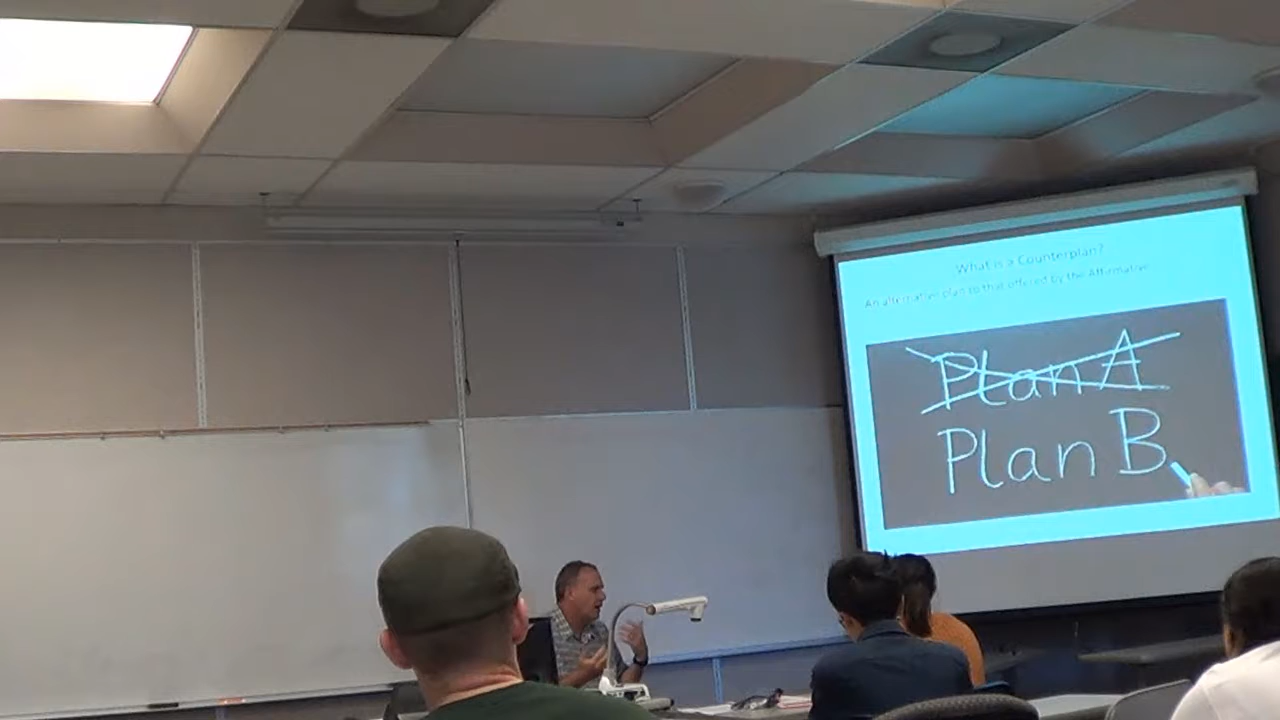 What is a Counterplan?
An alternative plan to that offered by the Affirmative
Plan A
Plan B